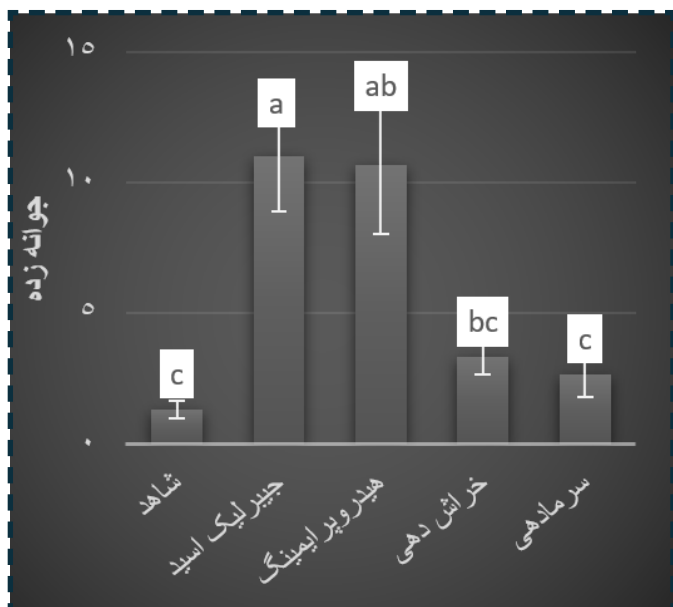 جوانه زده
۱۵
۱۰
۵
۰
c
a
ab
bc
c
شاهد
جیبرلیک اسید
هیدروپرایمینگ
خراش دهی
سرمادهی